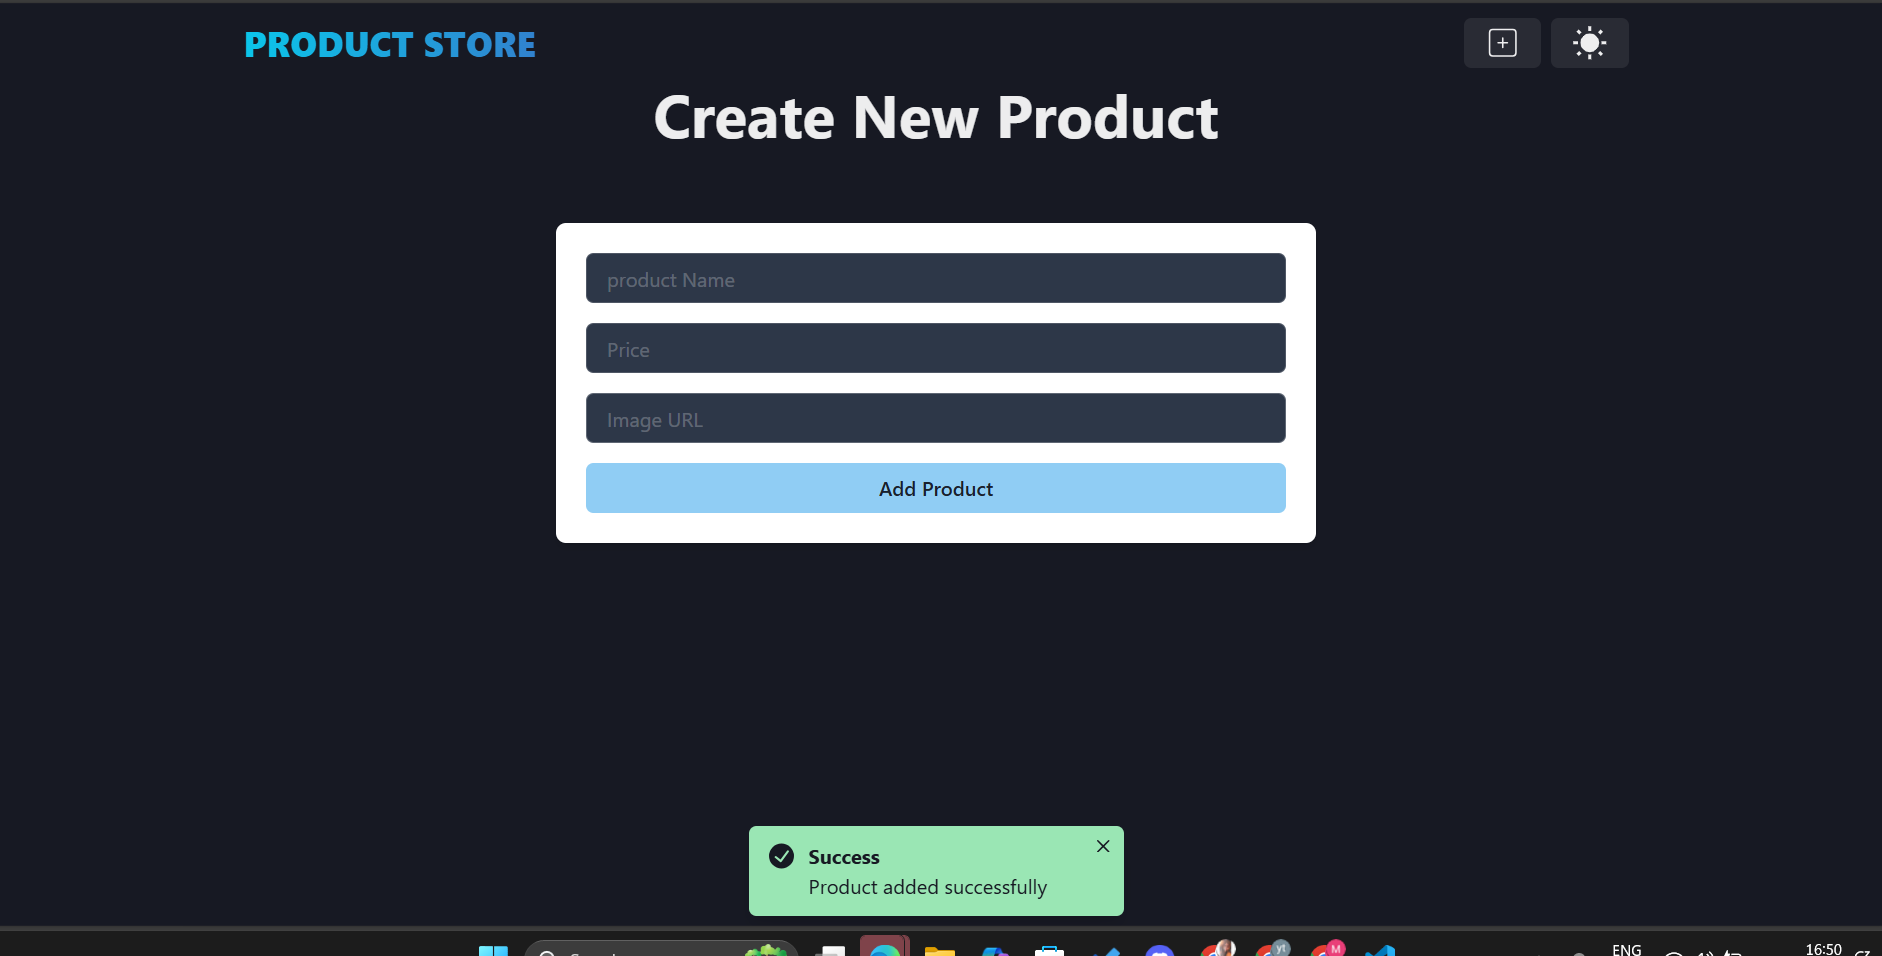 PRODUCT STORE
Create New Product
product Name
Price
Image URL
Add Product
Success
Product added successfully
yt
M
ENG
16:50